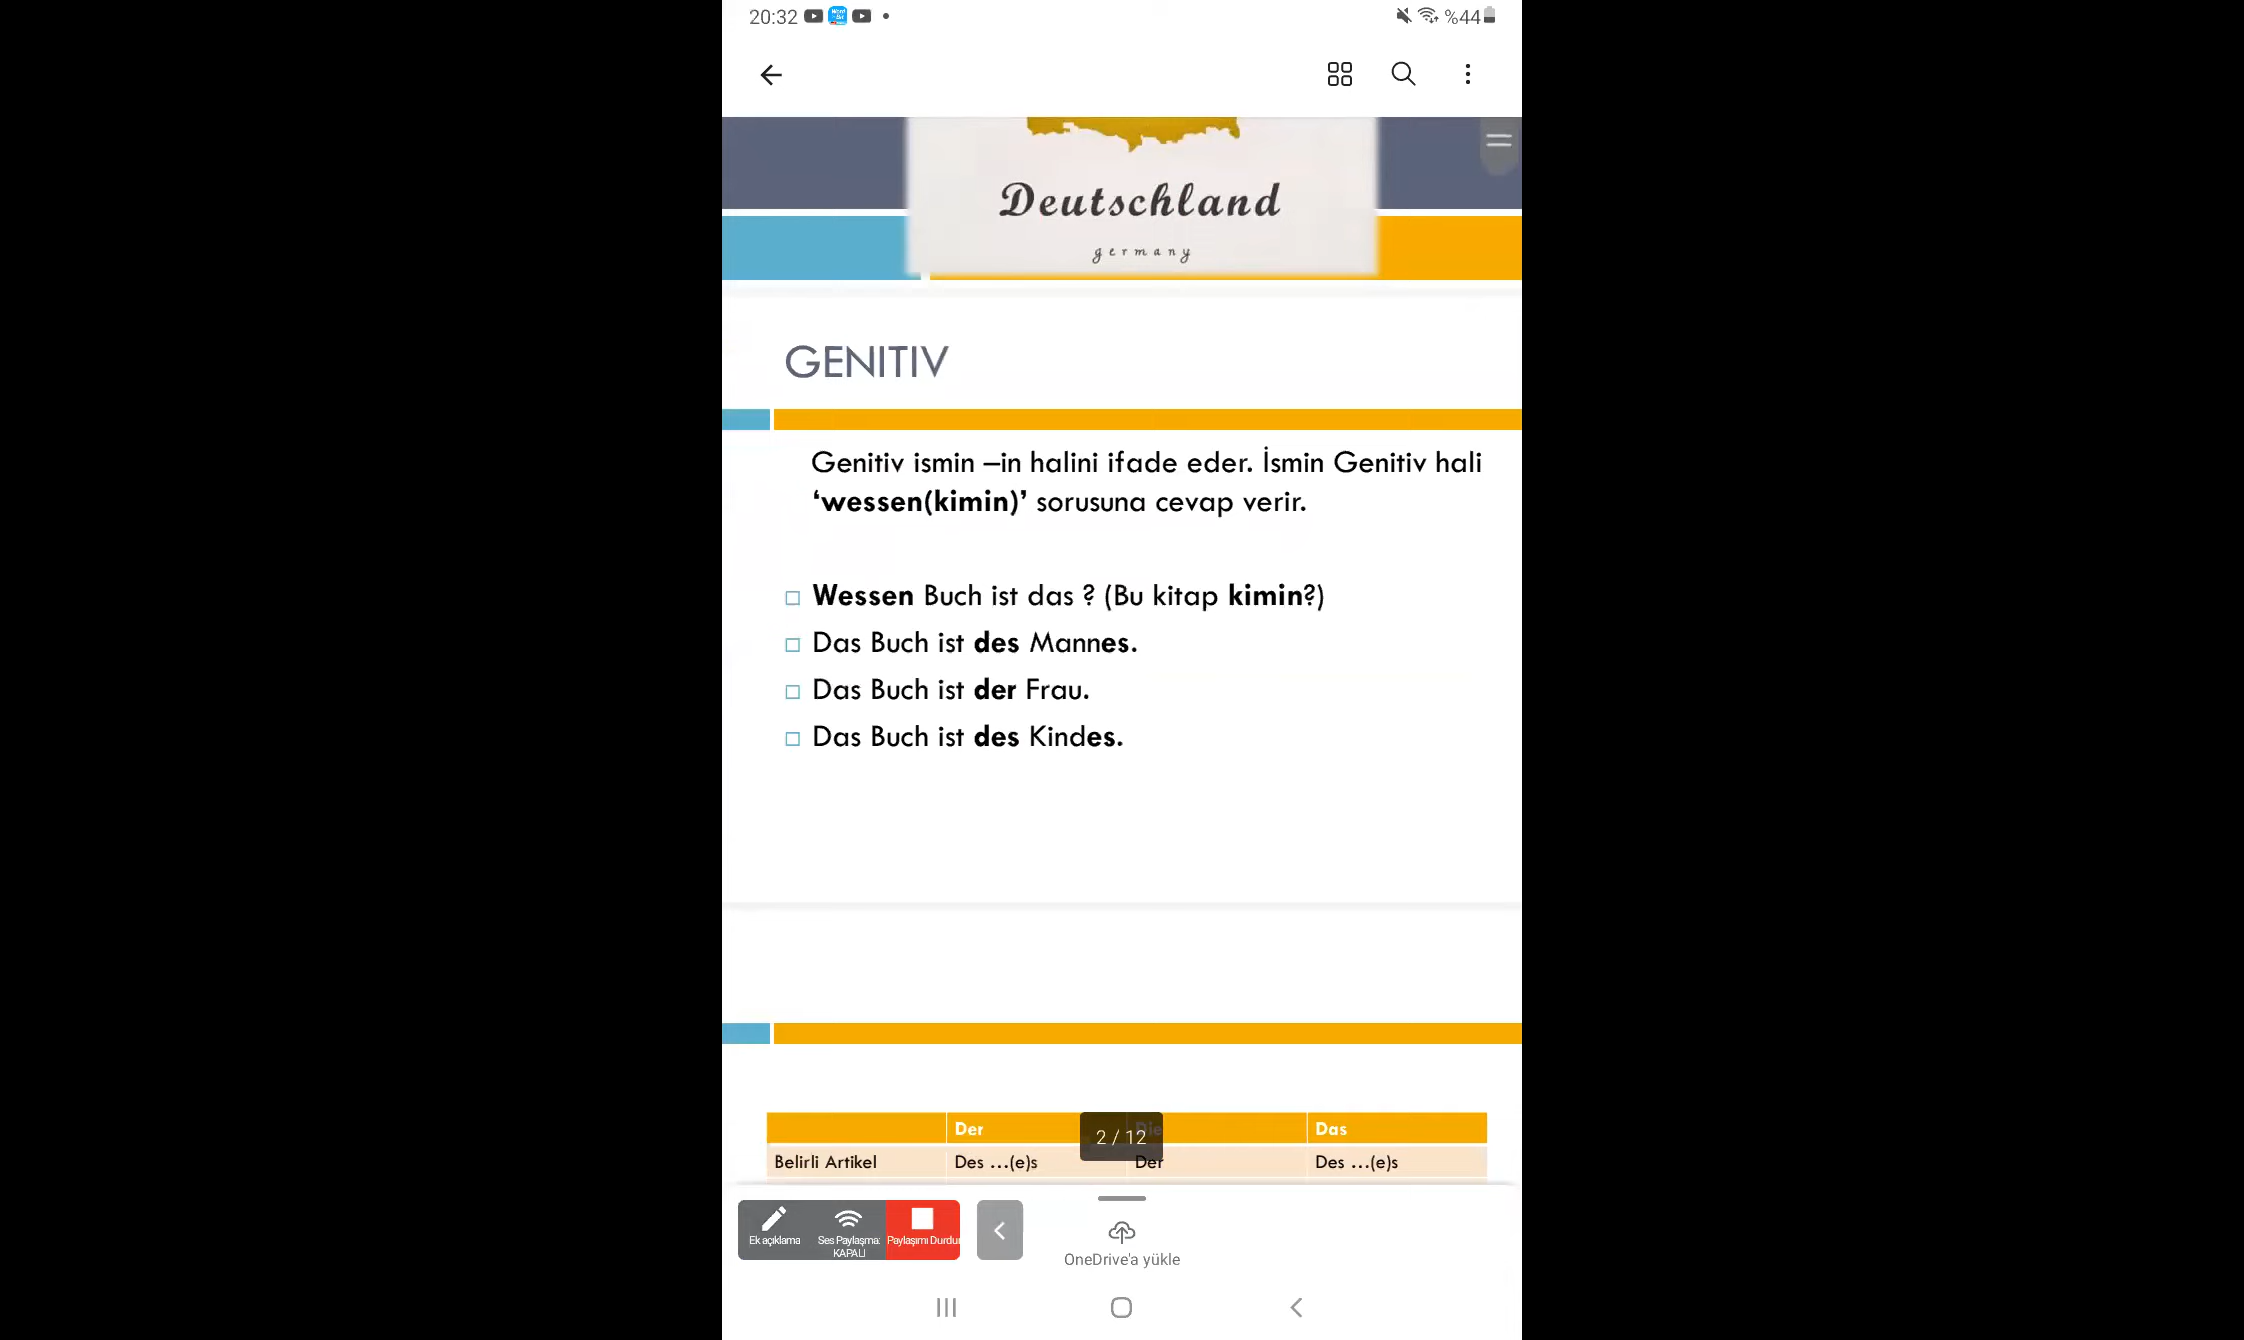 20:32
%44
Deutschland
germany
GENITIV
Genitiv ismin –in halini ifade eder. İsmin Genitiv hali
‘wessen(kimin)’ sorusuna cevap verir.
Wessen Buch ist das ? (Bu kitap kimin?)
Das Buch ist des Mannes.
Das Buch ist der Frau.
Das Buch ist des Kindes.
Der Die Das
2 / 12
Belirli Artikel Des ...(e)s Der Des ...(e)s
Ek açıklama
Ses Paylaşma:
KAPALI
Paylaşımı Durdur
OneDrive'a yükle